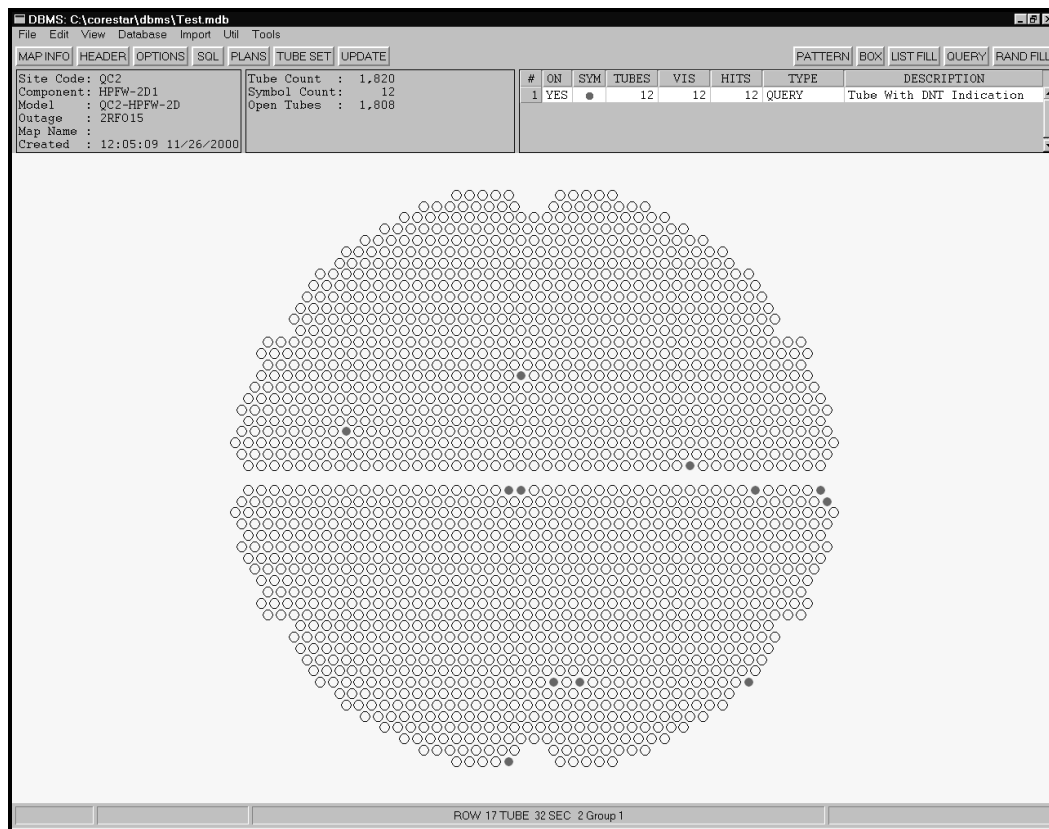 DBMS: C:\corestar\dbms\Test.mdb
File Edit View Database Import Util Tools
MAP INFO HEADER OPTIONS SQL PLANS TUBE SET UPDATE PATTERN BOX LIST FILL QUERY RAND FILL
Site Code: QC2
Component: HPFW-2D1
Model : QC2-HPFW-2D
Outage : 2RFO15
Map Name :
Created : 12:05:09 11/26/2000
Tube Count : 1,820
Symbol Count: 12
Open Tubes : 1,808
# ON SYM TUBES VIS HITS TYPE DESCRIPTION
1 YES 12 12 12 QUERY Tube With DNT Indication
ROW 17 TUBE 32 SEC 2 Group 1